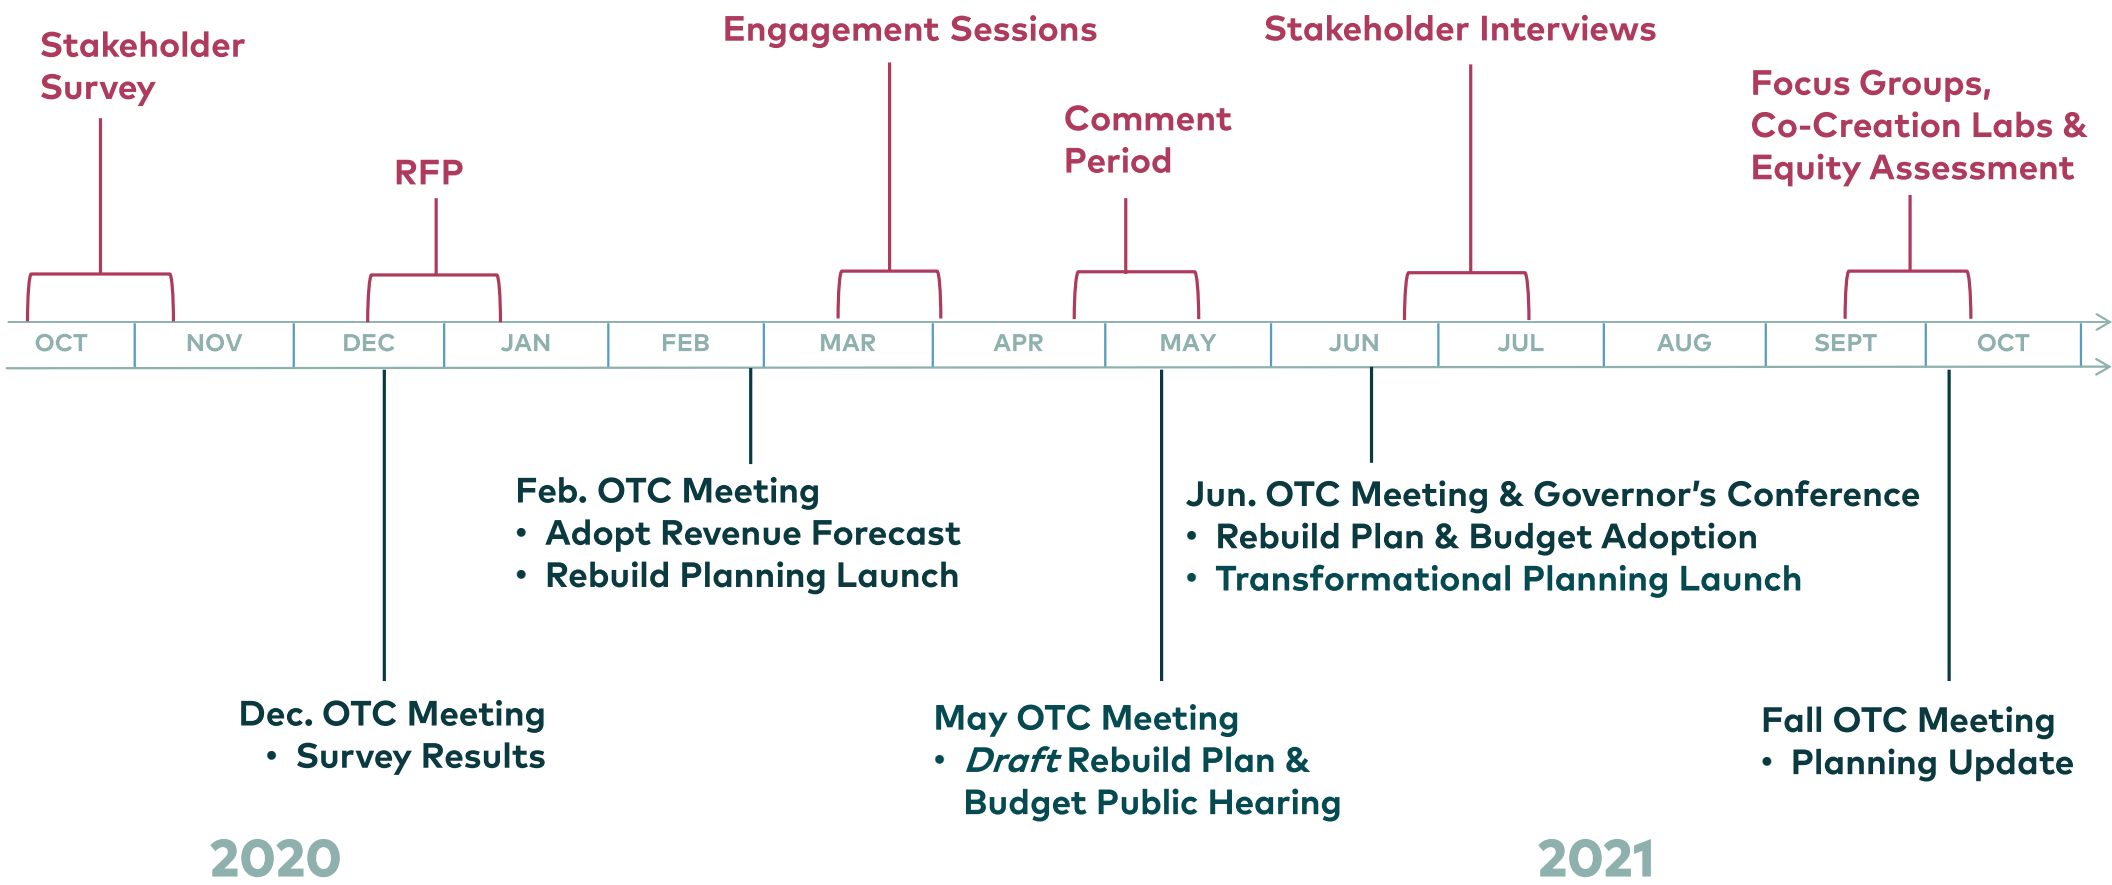 Stakeholder
Survey
RFP
Engagement Sessions
Comment
Period
Stakeholder Interviews
Focus Groups,
Co-Creation Labs &
Equity Assessment
OCT
NOV
DEC
JAN
FEB
MAR
APR
MAY
JUN
JUL
AUG
SEPT
OCT
Feb. OTC Meeting
• Adopt Revenue Forecast
• Rebuild Planning Launch
Jun. OTC Meeting & Governor’s Conference
• Rebuild Plan & Budget Adoption
• Transformational Planning Launch
Dec. OTC Meeting
• Survey Results
May OTC Meeting
• Draft Rebuild Plan &
Budget Public Hearing
Fall OTC Meeting
• Planning Update
2020
2021